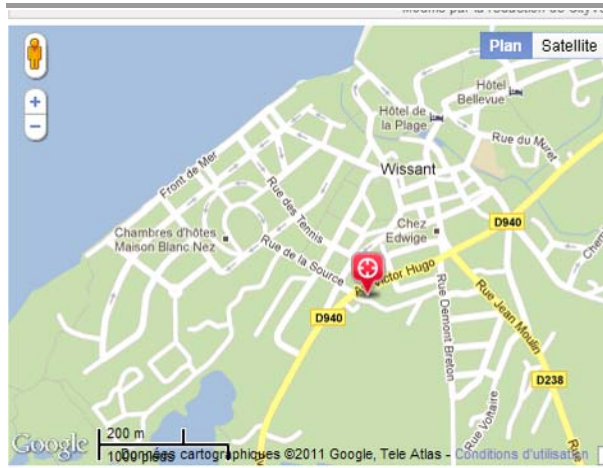 Plan
Satellite
Hôtel
Bellevue
Hôtel de
la Plage
Rue du Muret
Wissant
Front de Mer
Rue des Tennis
Chambres d'hôtes
Maison Blanc Nez
Rue de la Source
Chez
Edwige
D940
Victor Hugo
D940
Rue Jean Moulin
Rue Demont Breton
D238
Rue Voltaire
Rue
Google
200 m
1000 pieds
Données cartographiques ©2011 Google, Tele Atlas - Conditions d'utilisation